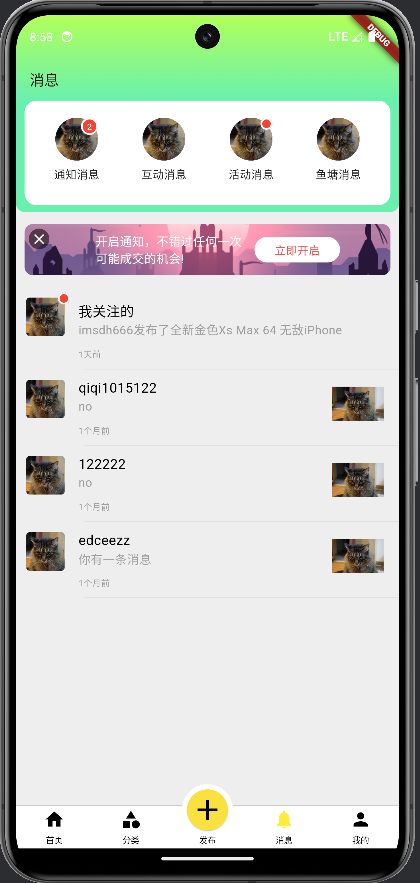 8:58
LTE
DEBUG
消息
2
通知消息 互动消息 活动消息 鱼塘消息
开启通知，不错过任何一次
可能成交的机会!
立即开启
我关注的
imsdh666发布了全新金色Xs Max 64 无敌iPhone
1天前
qiqi1015122
no
1个月前
122222
no
1个月前
edceezz
你有一条消息
1个月前
首页 分类 发布 消息 我的